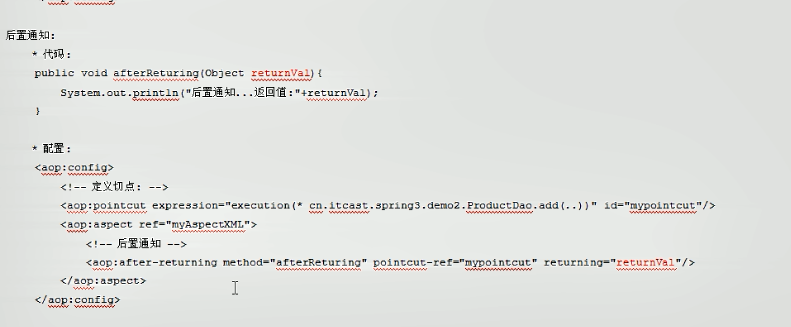 后置通知:
* 代码:
public void afterReturing(Object returnVal){
System.out.println("后置通知...返回值:"+returnVal);
}
* 配置:
<aop:config>
<!-- 定义切点: -->
<aop:pointcut expression="execution(* cn.itcast.spring3.demo2.ProductDao.add(..))" id="mypointcut"/>
<aop:aspect ref="myAspectXML">
<!-- 后置通知 -->
<aop:after-returning method="afterReturing" pointcut-ref="mypointcut" returning="returnVal"/>
</aop:aspect>
</aop:config>